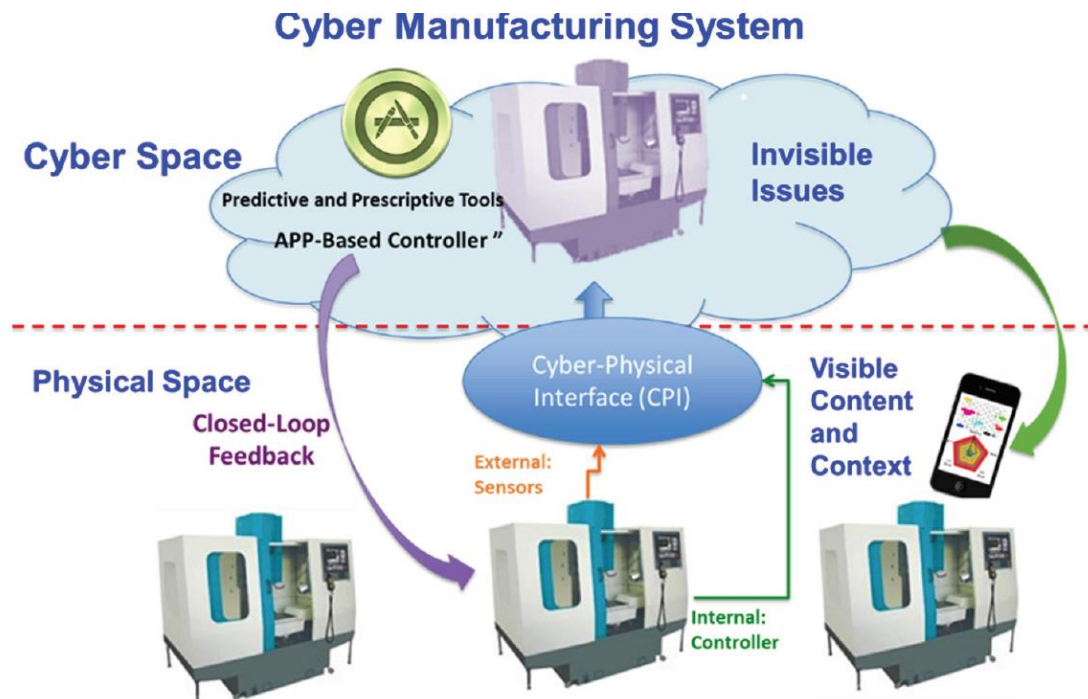 Cyber Manufacturing System
Cyber Space
Invisible
Issues
Predictive and Prescriptive Tools
APP-Based Controller ”
Physical Space
Cyber-Physical
Interface (CPI)
Visible
Content
and
Context
Closed-Loop
Feedback
External:
Sensors
Internal:
Controller